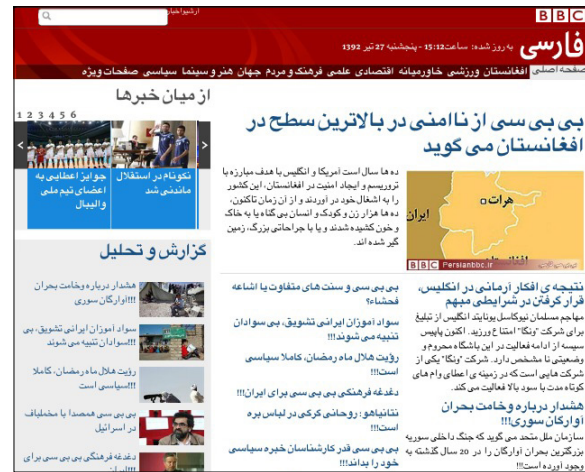 آرشیو اخبار
BBC
فارسی
به روز شده: ساعت 15:12 - پنجشنبه 27 تیر 1392
صفحه اصلی افغانستان ورزشی خاورمیانه اقتصادی علمی فرهنگ و مردم جهان هنر و سینما سیاسی صفحات ویژه
بی بی سی از ناامنی در بالاترین سطح در
افغانستان می گوید
ده ها سال است آمریکا و انگلیس با هدف مبارزه با
تروریسم و ایجاد امنیت در افغانستان، این کشور
را به اشغال خود در آوردند و از آن زمان تاکنون،
ده ها هزار زن و کودک و انسان بی گناه یا به خاک
و خون کشیده شدند و یا با جراحاتی بزرگ، زمین
گیر شده اند.
هرات
ایران
BBC Persianbbc.ir
نتیجه ی افکار آرمانی در انگلیس،
قرار گرفتن در شرایطی مبهم
مهاجم مسلمان نیوکاسل یونایتد انگلیس از تبلیغ
برای شرکت "ونگا" امتناع ورزید. اکنون پاپیس
سیسه از ادامه فعالیت در این باشگاه محروم و
وضعیتی نا مشخص دارد. شرکت "ونگا" یکی از
شرکت هایی است که در زمینه ی اعطای وام های
کوتاه مدت با سود بالا فعالیت می کند.
هشدار درباره وخامت بحران
آوارگان سوری!!!
سازمان ملل متحد می گوید که جنگ داخلی سوریه
بزرگترین بحران آوارگان را در 20 سال گذشته به
وجود آورده است!!!
بی بی سی و سنت های متفاوت یا اشاعه
فحشاء؟
سواد آموزان ایرانی تشویق، بی سوادان
تنبیه می شوند!!!
رؤیت هلال ماه رمضان، کاملا سیاسی
است!!!
دغدغه فرهنگی بی بی سی برای ایران!!!
نتانیاهو: روحانی گرگی در لباس بره
است!!!
بی بی سی قدر کارشناسان خبره سیاسی
خود را بداند!!!
از میان خبرها
1 2 3 4 5 6
نکونام در استقلال
ماندنی شد
جوایز اعطایی به
اعضای تیم ملی
والیبال
گزارش و تحلیل
هشدار درباره وخامت بحران
آوارگان سوری!!!
سواد آموزان ایرانی تشویق، بی
سوادان تنبیه می شوند!!!
رؤیت هلال ماه رمضان، کاملا
سیاسی است!!!
بی بی سی همصدا با مخملباف
در اسرائیل
دغدغه فرهنگی بی بی سی برای